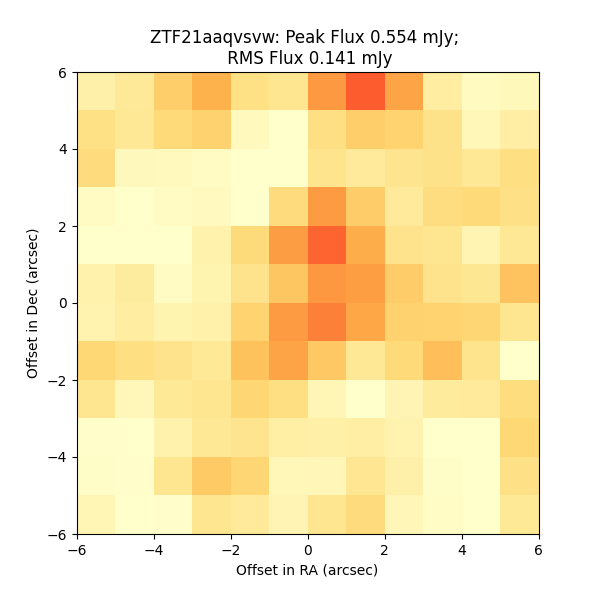 ZTF21aaqvsvw: Peak Flux 0.554 mJy;
RMS Flux 0.141 mJy
6
4
2
0
−2
−4
−6
Offset in Dec (arcsec)
−6 −4 −2 0 2 4 6
Offset in RA (arcsec)